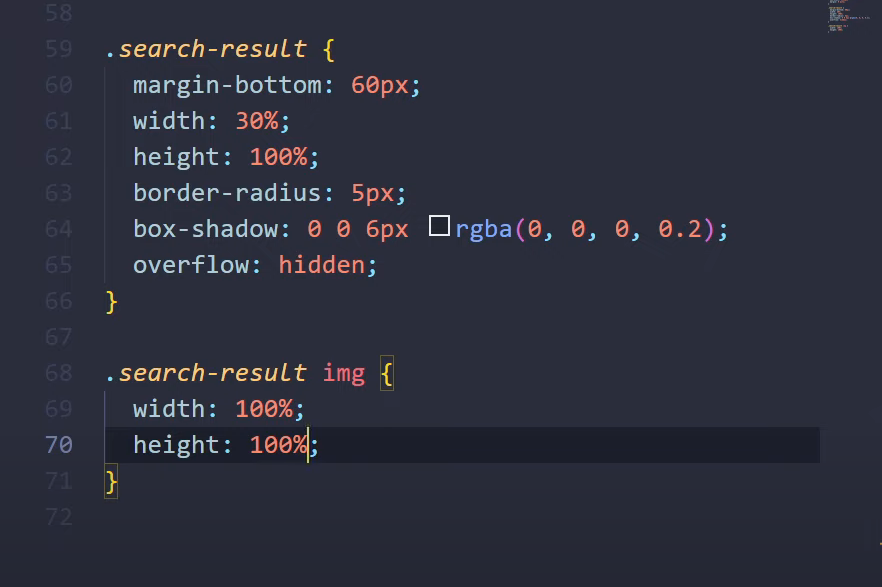 58
59 .search-result {
60   margin-bottom: 60px;
61   width: 30%;
62   height: 100%;
63   border-radius: 5px;
64   box-shadow: 0 0 6px rgba(0, 0, 0, 0.2);
65   overflow: hidden;
66 }
67
68 .search-result img {
69   width: 100%;
70   height: 100%;
71 }
72